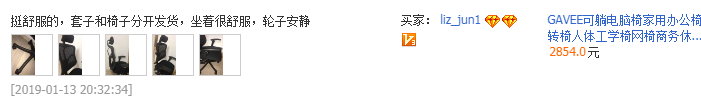 挺舒服的，套子和椅子分开发货，坐着很舒服，轮子安静
[2019-01-13 20:32:34]
买家： liz_jun1
GAVEE可躺电脑椅家用办公椅
转椅人体工学椅网椅商务休...
2854.0元